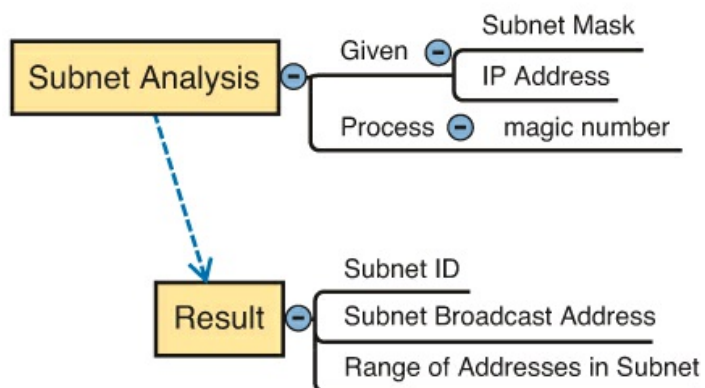 Subnet Analysis
Given
Subnet Mask
IP Address
Process
magic number
Result
Subnet ID
Subnet Broadcast Address
Range of Addresses in Subnet